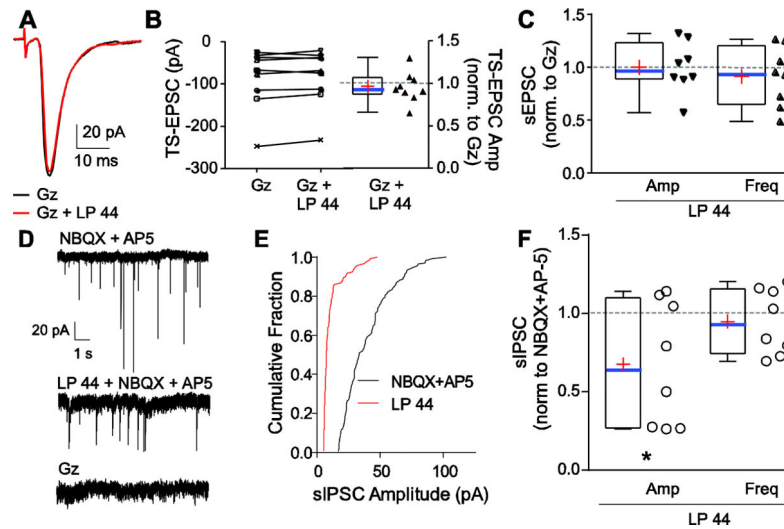 A
20 pA
10 ms
Gz
Gz + LP 44
B
TS-EPSC (pA)
0
-100
-200
-300
Gz
Gz +
LP 44
Gz +
LP 44
1.5
1.0
0.5
0.0
TS-EPSC Amp
(norm. to Gz)
C
sEPSC
(norm. to Gz)
1.5
1.0
0.5
0.0
Amp
Freq
LP 44
D
NBQX + AP5
20 pA
1 s
LP 44 + NBQX + AP5
Gz
E
Cumulative Fraction
1.0
0.8
0.6
0.4
0.2
0.0
NBQX+AP5
LP 44
0
50
100
sIPSC Amplitude (pA)
F
sIPSC
(norm to NBQX+AP-5)
1.5
1.0
0.5
0.0
*
Amp
Freq
LP 44